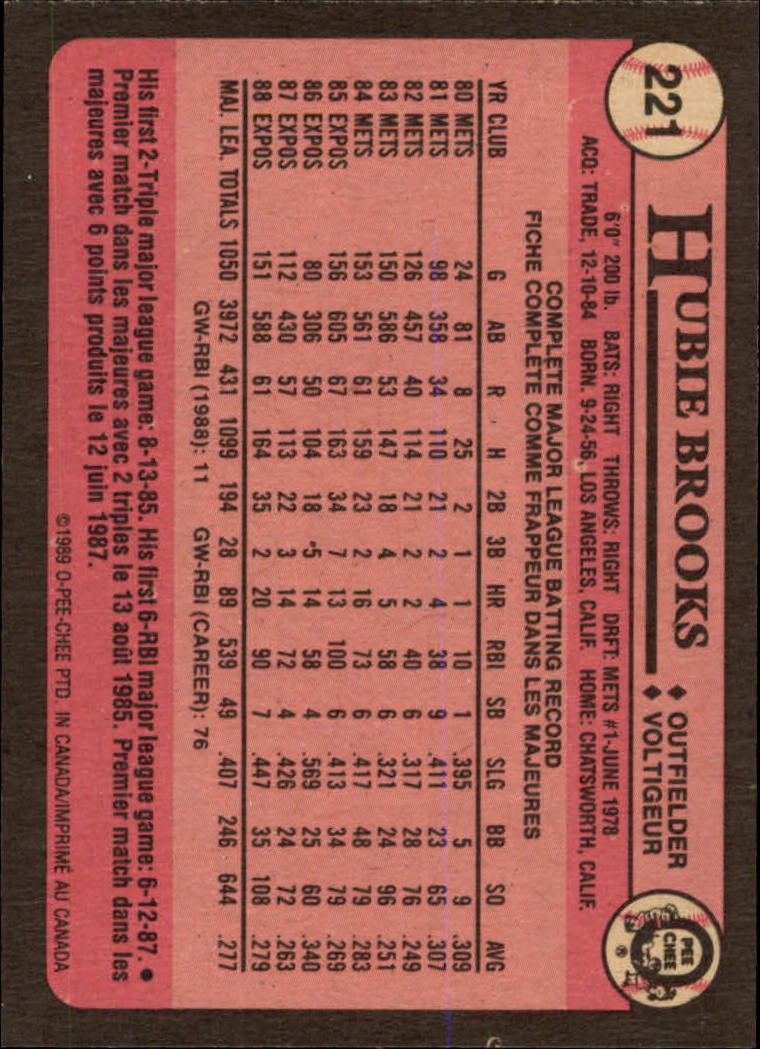 221
HUBIE BROOKS
♦ OUTFIELDER
♦ VOLTIGEUR
O
PEE
CHEE
®
6'0" 200 lb. BATS: RIGHT THROWS: RIGHT DRFT: METS #1-JUNE 1978
ACQ: TRADE, 12-10-84 BORN: 9-24-56, LOS ANGELES, CALIF. HOME: CHATSWORTH, CALIF.
COMPLETE MAJOR LEAGUE BATTING RECORD
FICHE COMPLETE COMME FRAPPEUR DANS LES MAJEURES
YR CLUB G AB R H 2B 3B HR RBI SB SLG BB SO AVG
80 METS 24 81 8 25 2 1 1 10 1 .395 5 9 .309
81 METS 98 358 34 110 21 2 4 38 9 .411 23 65 .307
82 METS 126 457 40 114 21 2 2 40 6 .317 28 76 .249
83 METS 150 586 53 147 18 4 5 58 6 .321 24 96 .251
84 METS 153 561 61 159 23 2 16 73 6 .417 48 79 .283
85 EXPOS 156 605 67 163 34 7 13 100 6 .413 34 79 .269
86 EXPOS 80 306 50 104 18 5 14 58 4 .569 25 60 .340
87 EXPOS 112 430 57 113 22 3 14 72 4 .426 24 72 .263
88 EXPOS 151 588 61 164 35 2 20 90 7 .447 35 108 .279
MAJ. LEA. TOTALS 1050 3972 431 1099 194 28 89 539 49 .407 246 644 .277
GW-RBI (1988): 11 GW-RBI (CAREER): 76
His first 2-Triple major league game: 8-13-85. His first 6-RBI major league game: 6-12-87. ●
Premier match dans les majeures avec 2 triples le 13 août 1985. Premier match dans les
majeures avec 6 points produits le 12 juin 1987.
©1989 O-PEE-CHEE PTD. IN CANADA/IMPRIMÉ AU CANADA